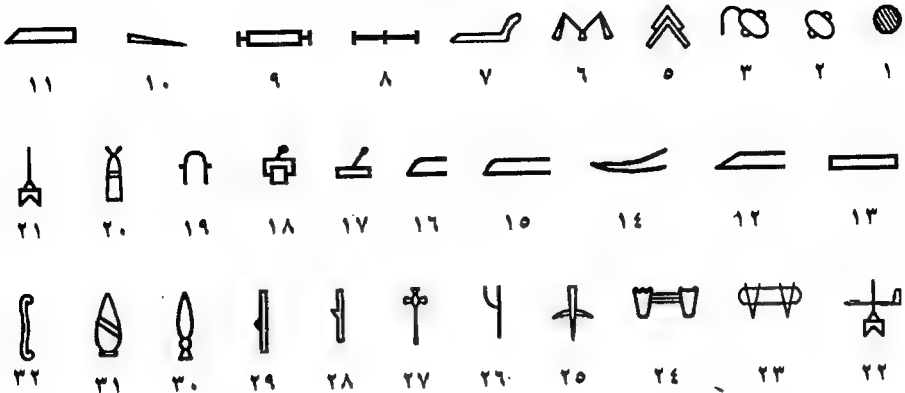 ١ ٢ ٣ ٥ ٦ ٧ ٨ ٩ ١٠ ١١
١٣ ١٢ ١٤ ١٥ ١٦ ١٧ ١٨ ١٩ ٢٠ ٢١
٢٢ ٢٣ ٢٤ ٢٥ ٢٦ ٢٧ ٢٨ ٢٩ ٣٠ ٣١ ٣٢